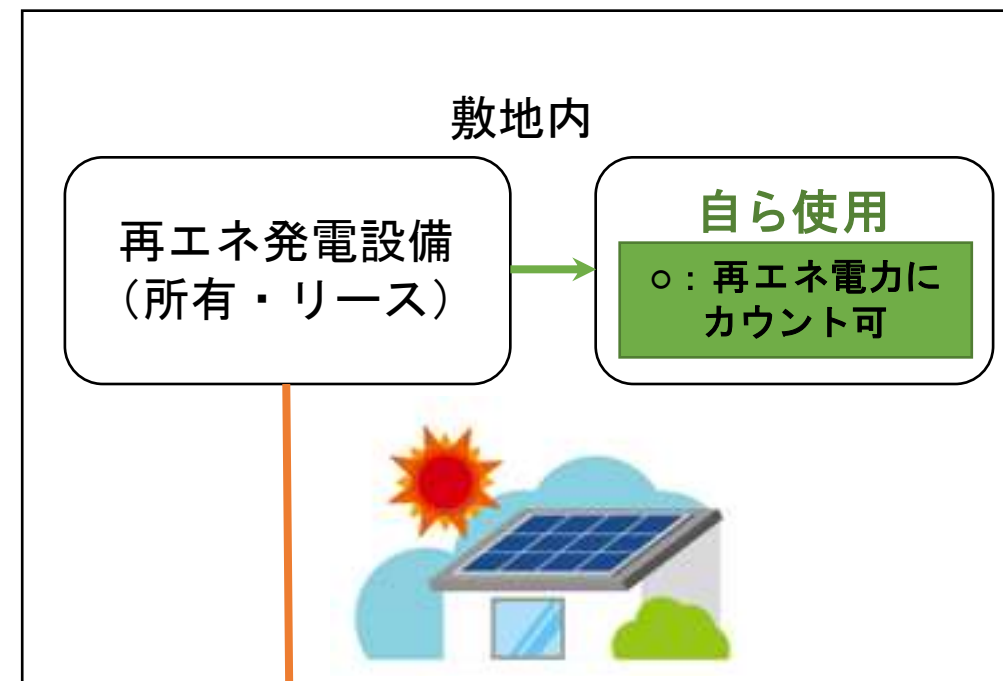 敷地内
再エネ発電設備
（所有・リース）
自ら使用
○：再エネ電力に
カウント可